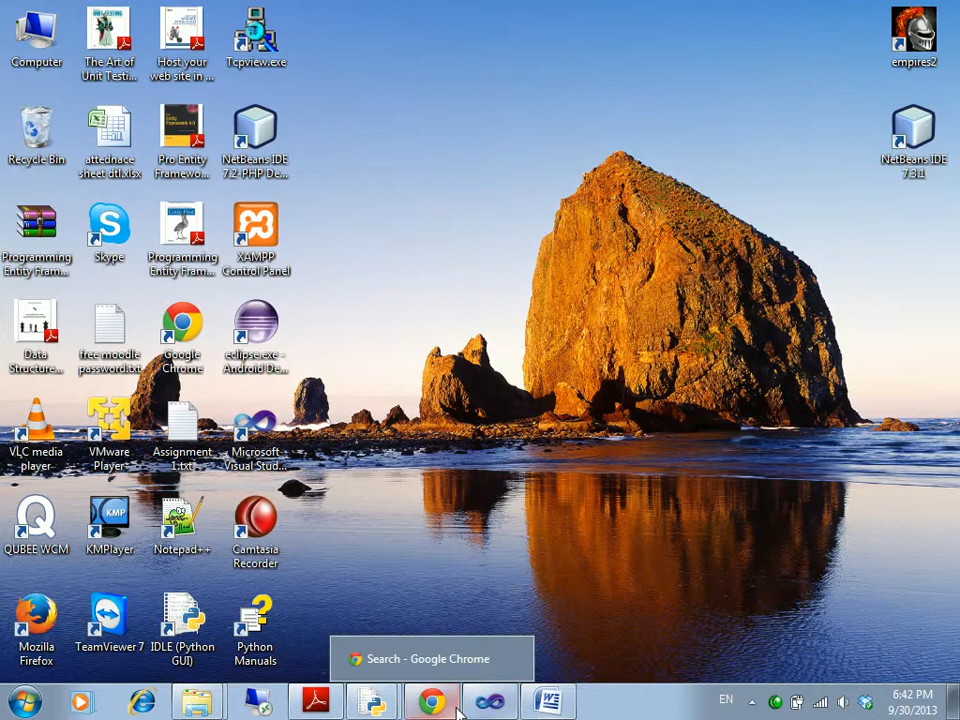 Computer
The Art of
Unit Testi...
Host your
web site in ...
Tcpview.exe
empires2
Recycle Bin
attednace
sheet dtl.xlsx
Pro Entity
Framewo...
NetBeans IDE
7.2-PHP De...
NetBeans IDE
7.3.1
Programming
Entity Fram...
Skype
Programming
Entity Fram...
XAMPP
Control Panel
Data
Structure...
free moodle
password.txt
Google
Chrome
eclipse.exe -
Android De...
VLC media
player
VMware
Player
Assignment
1.txt
Microsoft
Visual Stud...
QUBEE WCM
KMP
KMPlayer
Notepad++
Camtasia
Recorder
Mozilla
Firefox
TeamViewer 7
IDLE (Python
GUI)
Python
Manuals
Search - Google Chrome
EN
6:42 PM
9/30/2013